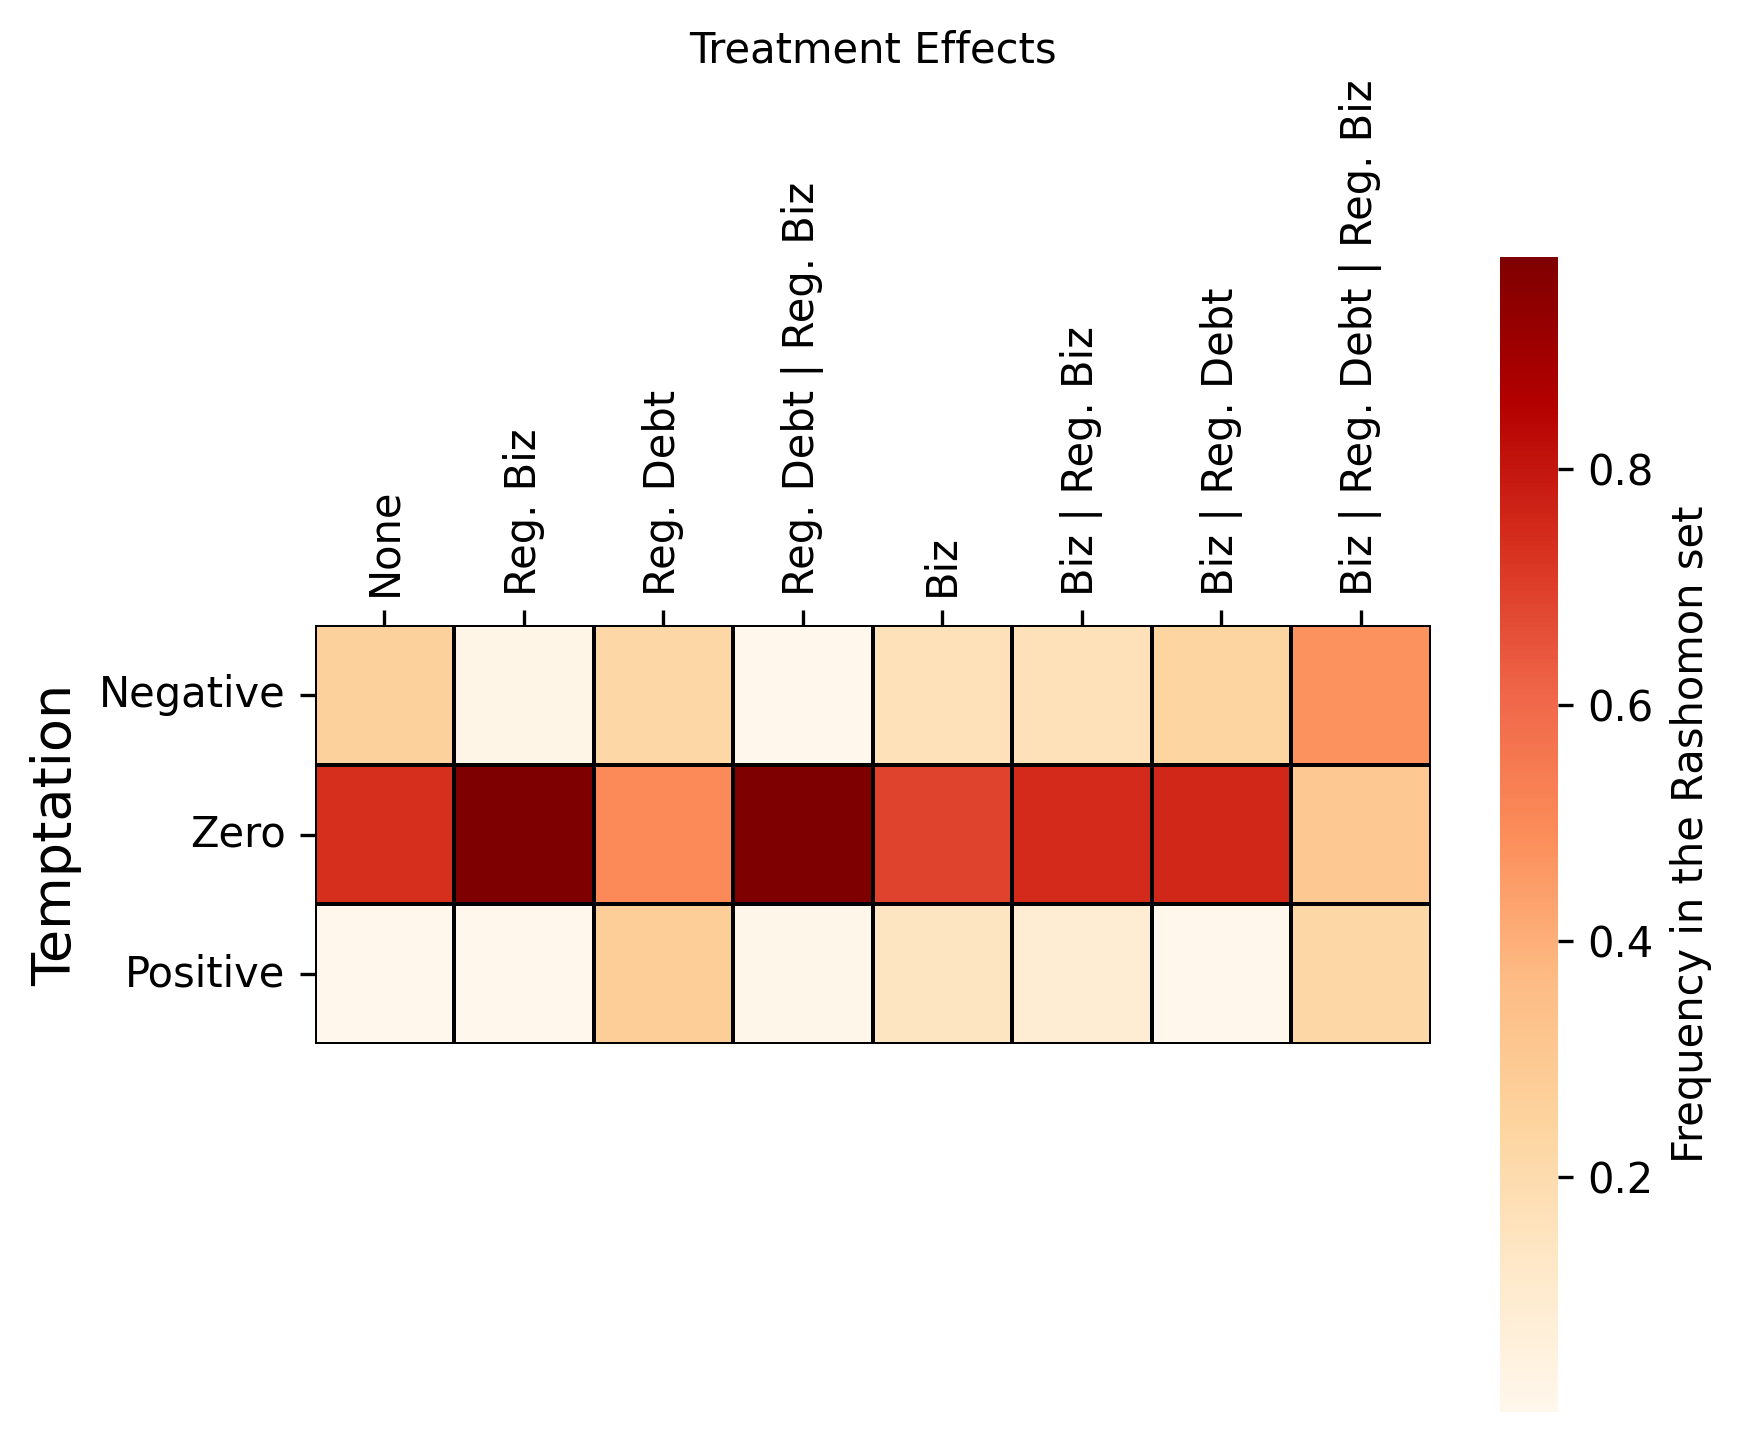 Treatment Effects
None
Reg. Biz
Reg. Debt
Reg. Debt | Reg. Biz
Biz
Biz | Reg. Biz
Biz | Reg. Debt
Biz | Reg. Debt | Reg. Biz
Temptation
Negative
Zero
Positive
0.8
0.6
0.4
0.2
Frequency in the Rashomon set